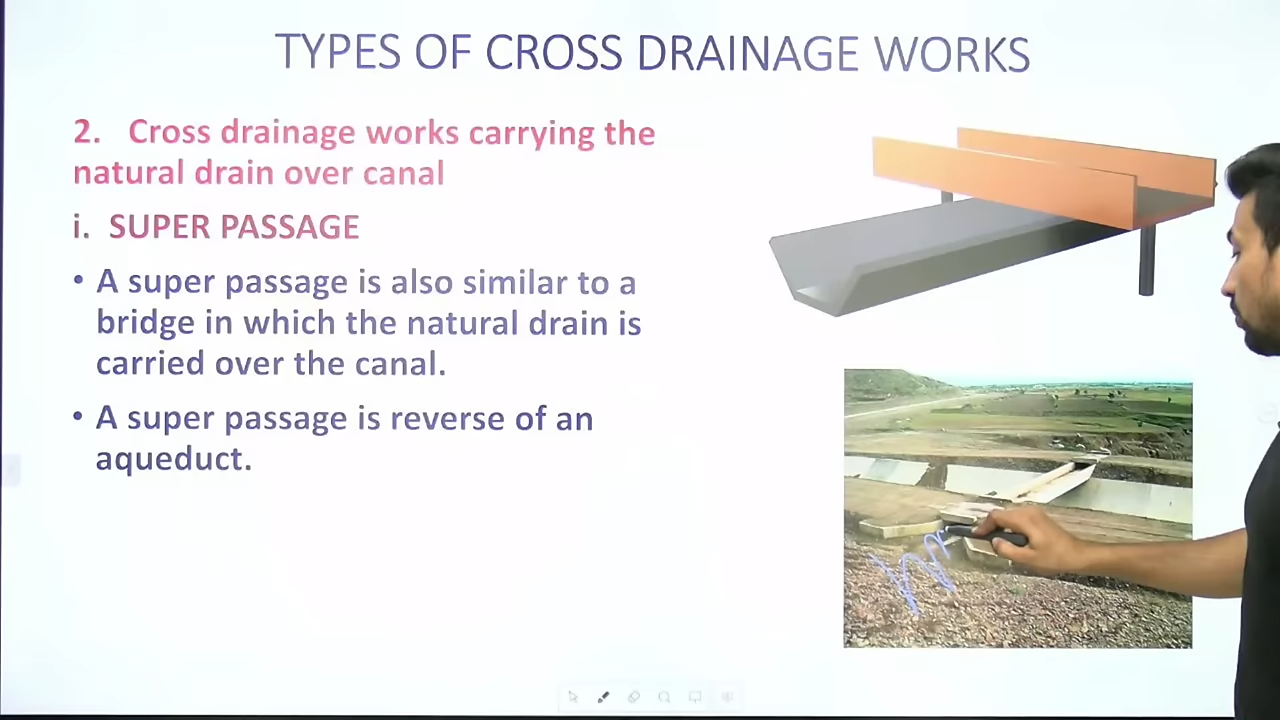 TYPES OF CROSS DRAINAGE WORKS
2. Cross drainage works carrying the
natural drain over canal
i. SUPER PASSAGE
• A super passage is also similar to a
bridge in which the natural drain is
carried over the canal.
• A super passage is reverse of an
aqueduct.